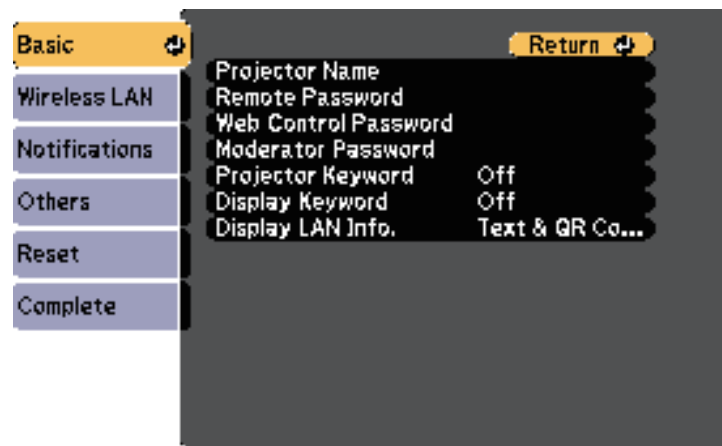 Basic
Wireless LAN
Notifications
Others
Reset
Complete
Return
Projector Name
Remote Password
Web Control Password
Moderator Password
Projector Keyword Off
Display Keyword Off
Display LAN Info. Text & QR Co...